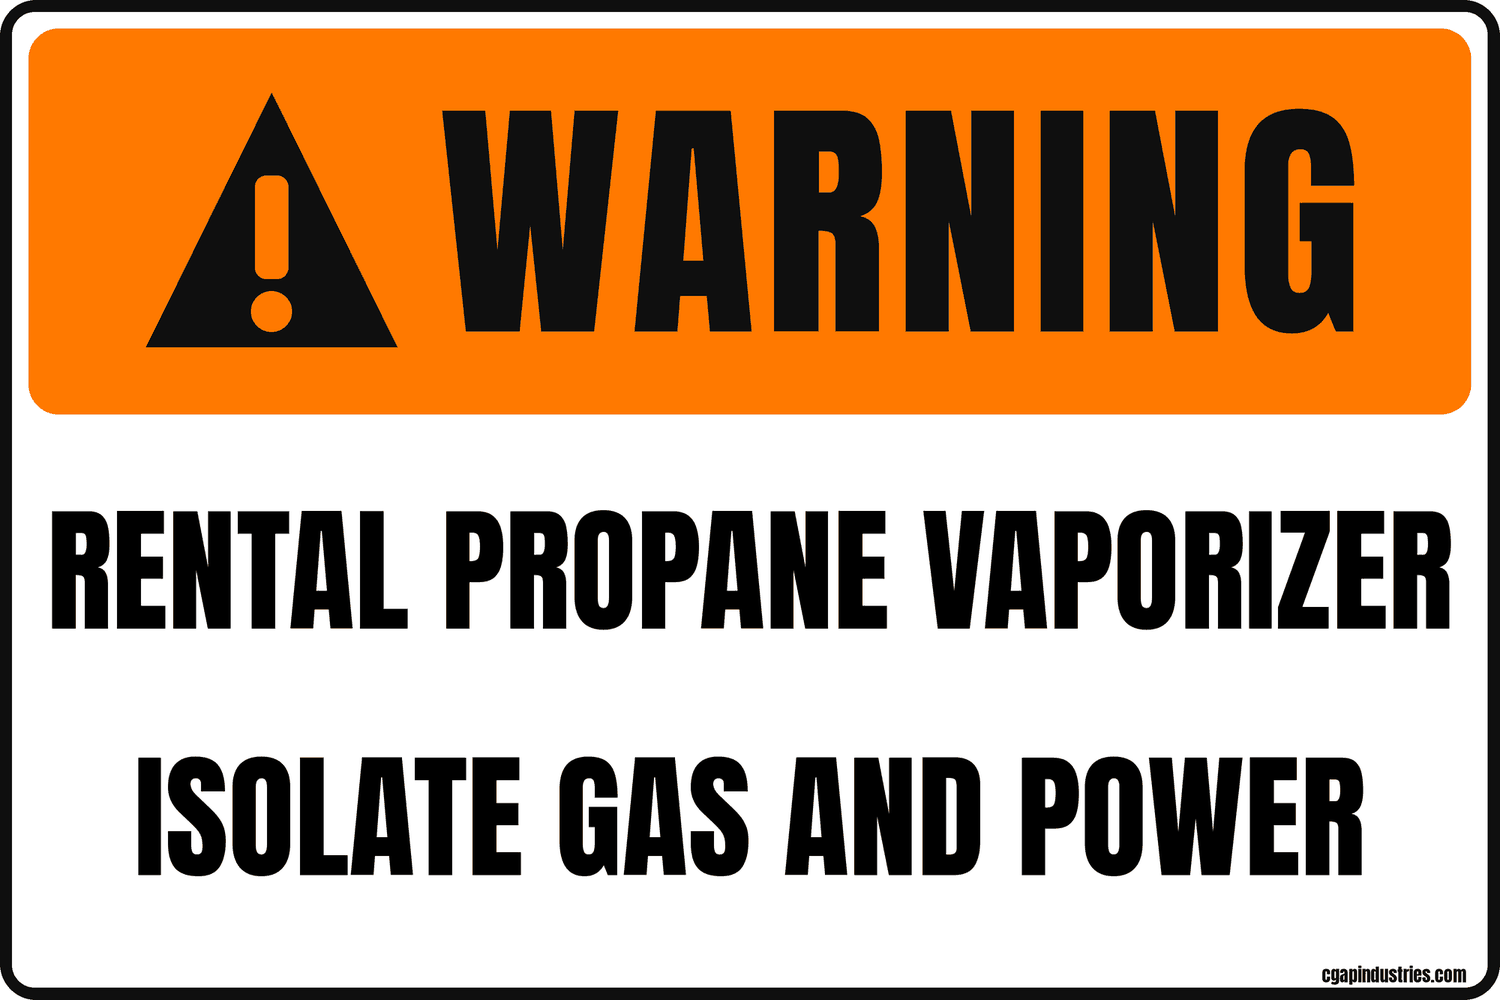 WARNING
RENTAL PROPANE VAPORIZER
ISOLATE GAS AND POWER
cgapindustries.com